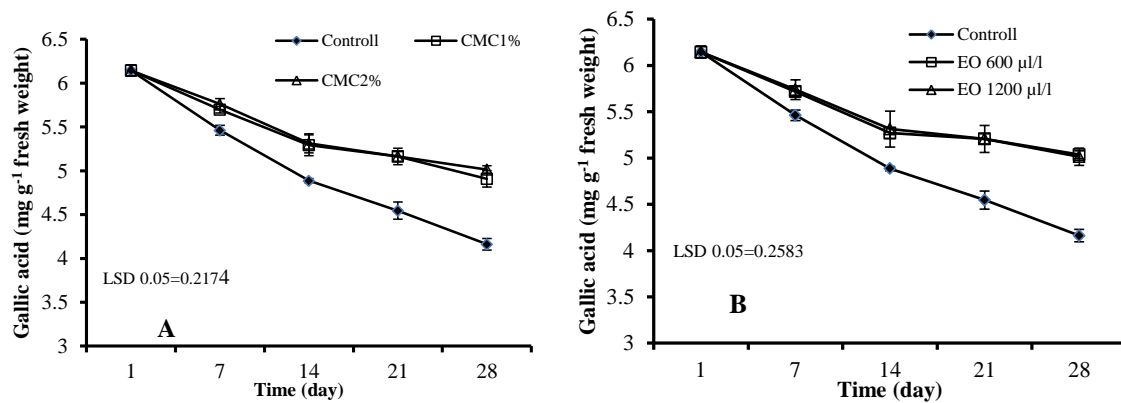 Gallic acid (mg g⁻¹ fresh weight)
6.5
6
5.5
5
4.5
4
3.5
3
Controll
CMC1%
CMC2%
LSD 0.05=0.2174
A
1
7
14
21
28
Time (day)
Gallic acid (mg g⁻¹ fresh weight)
6.5
6
5.5
5
4.5
4
3.5
3
Controll
EO 600 µl/l
EO 1200 µl/l
LSD 0.05=0.2583
B
1
7
14
21
28
Time (day)